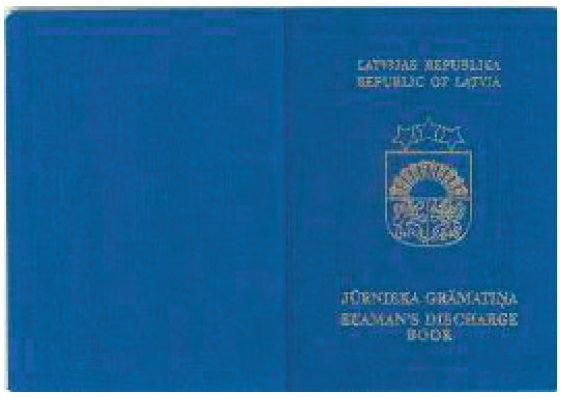 LATVIJAS REPUBLIKA
REPUBLIC OF LATVIA
JŪRNIEKA GRĀMATIŅA
SEAMAN'S DISCHARGE
BOOK